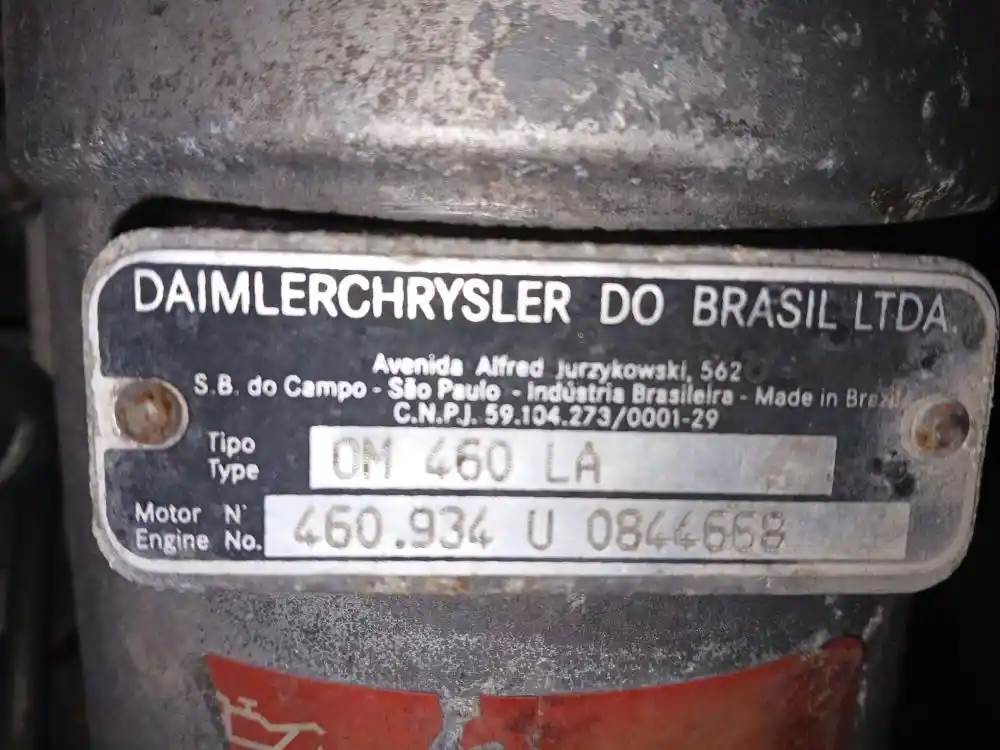 DAIMLERCHRYSLER DO BRASIL LTDA.
Avenida Alfred Jurzykowski, 562
S.B. do Campo - São Paulo - Indústria Brasileira - Made in Brazil
C.N.P.J. 59.104.273/0001-29
Tipo
Type OM 460 LA
Motor N°
Engine No. 460.934 U 0844668